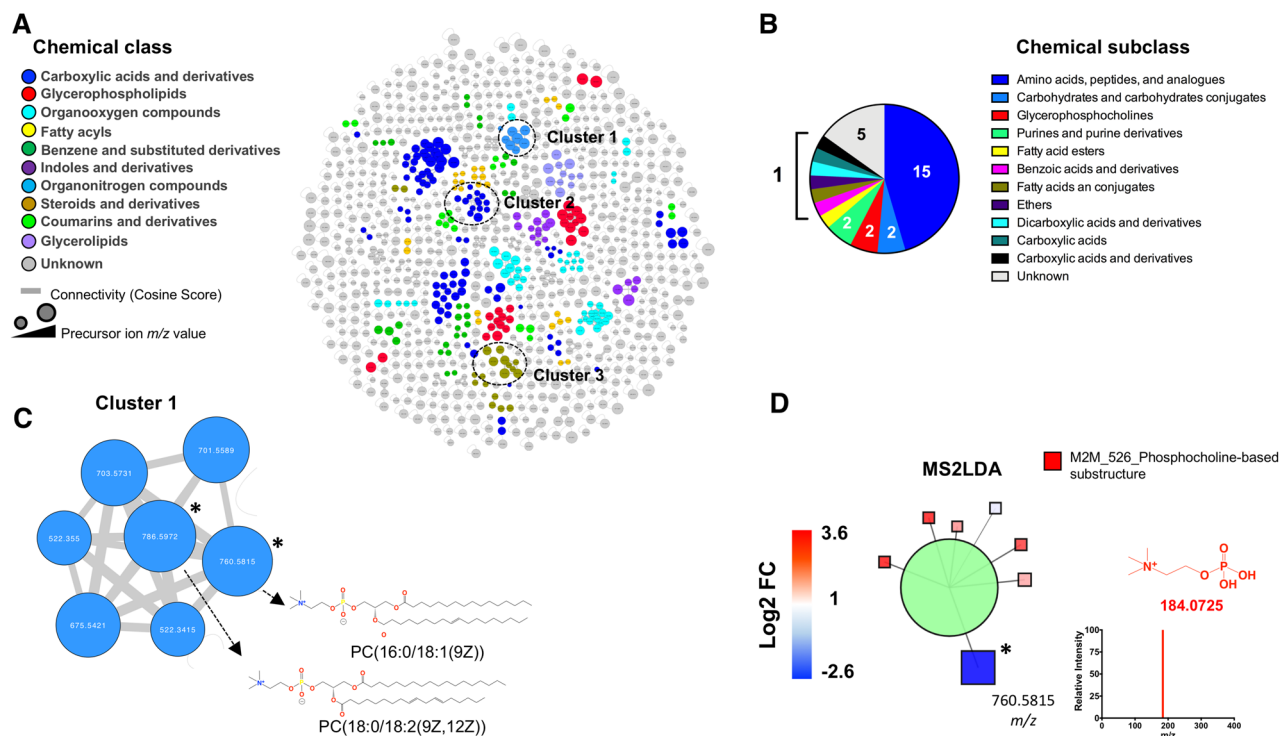 A
Chemical class
Carboxylic acids and derivatives
Glycerophospholipids
Organooxygen compounds
Fatty acyls
Benzene and substituted derivatives
Indoles and derivatives
Organonitrogen compounds
Steroids and derivatives
Coumarins and derivatives
Glycerolipids
Unknown
Connectivity (Cosine Score)
Precursor ion m/z value
Cluster 1
Cluster 2
Cluster 3
B
Chemical subclass
Amino acids, peptides, and analogues
Carbohydrates and carbohydrates conjugates
Glycerophosphocholines
Purines and purine derivatives
Fatty acid esters
Benzoic acids and derivatives
Fatty acids an conjugates
Ethers
Dicarboxylic acids and derivatives
Carboxylic acids
Carboxylic acids and derivatives
Unknown
5
15
1
2
2
2
C
Cluster 1
701.5589
703.5731
786.5972
*
522.355
760.5815
*
675.5421
522.3415
PC(16:0/18:1(9Z))
PC(18:0/18:2(9Z,12Z))
D
MS2LDA
M2M_526_Phosphocholine-based
substructure
Log2 FC
3.6
1
-2.6
*
760.5815
m/z
N+
O
O
P
OH
OH
184.0725
Relative Intensity
100
75
50
25
0
0
100
200
300
400
m/z